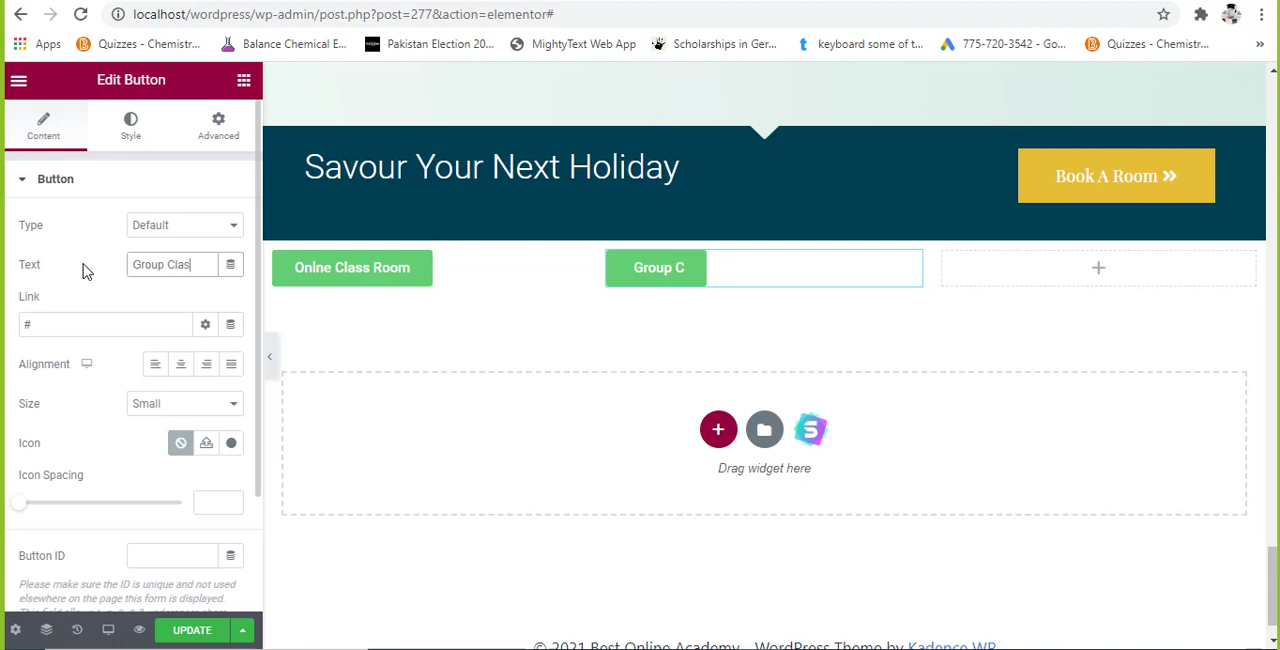 localhost/wordpress/wp-admin/post.php?post=277&action=elementor#
Apps Quizzes - Chemistr... Balance Chemical E... Pakistan Election 20... MightyText Web App Scholarships in Ger... keyboard some of t... 775-720-3542 - Go... Quizzes - Chemistr... »
Edit Button
Content Style Advanced
Button
Type Default
Text Group Clas
Link
#
Alignment
Size Small
Icon
Icon Spacing
Button ID
Please make sure the ID is unique and not used
elsewhere on the page this form is displayed.
UPDATE
Savour Your Next Holiday
Book A Room »
Onlne Class Room
Group C
Drag widget here
© 2021 Best Online Academy - WordPress Theme by Kadence WP